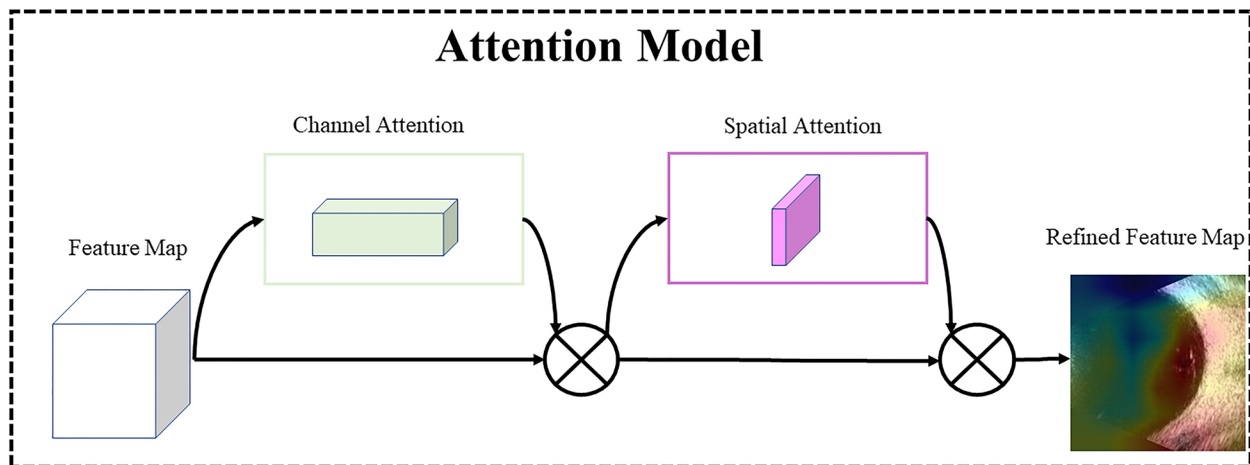 Attention Model
Channel Attention
Spatial Attention
Feature Map
Refined Feature Map